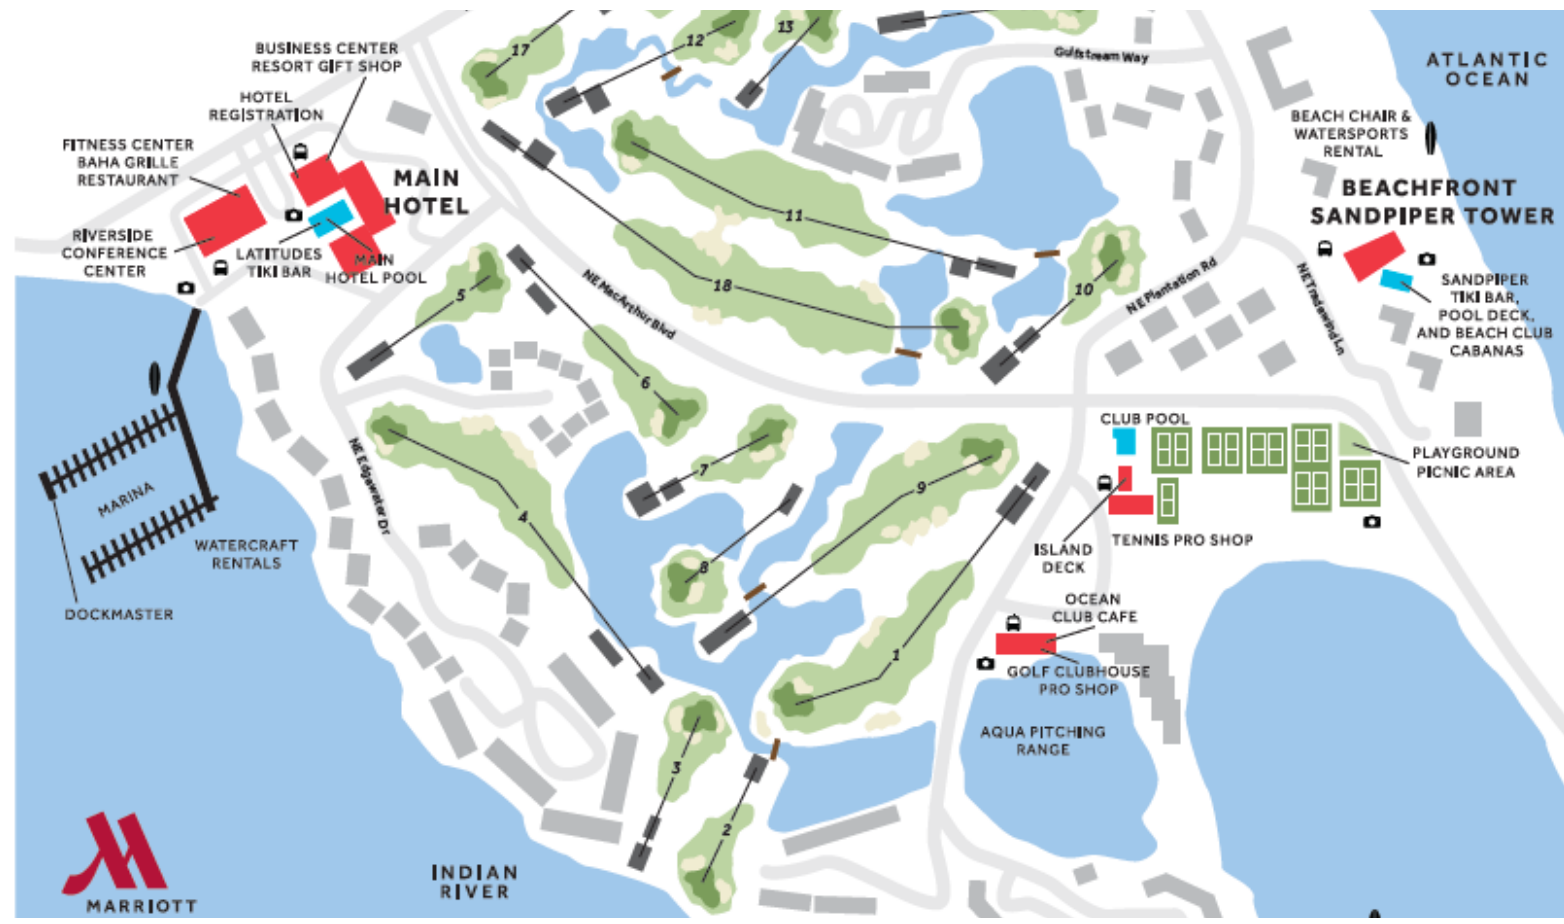 17
12
13
Gulfstream Way
ATLANTIC
OCEAN
BUSINESS CENTER
RESORT GIFT SHOP
HOTEL
REGISTRATION
FITNESS CENTER
BAHA GRILLE
RESTAURANT
MAIN
HOTEL
BEACH CHAIR &
WATERSPORTS
RENTAL
BEACHFRONT
SANDPIPER TOWER
RIVERSIDE
CONFERENCE
CENTER
LATITUDES
TIKI BAR
MAIN
HOTEL POOL
11
18
5
10
NE MacArthur Blvd
NE Plantation Rd
NE Tradewind Ln
SANDPIPER
TIKI BAR,
POOL DECK,
AND BEACH CLUB
CABANAS
6
7
4
9
8
NE Edgewater Dr
CLUB POOL
PLAYGROUND
PICNIC AREA
MARINA
WATERCRAFT
RENTALS
DOCKMASTER
TENNIS PRO SHOP
ISLAND
DECK
OCEAN
CLUB CAFE
1
GOLF CLUBHOUSE
PRO SHOP
AQUA PITCHING
RANGE
3
2
INDIAN
RIVER
MARRIOTT